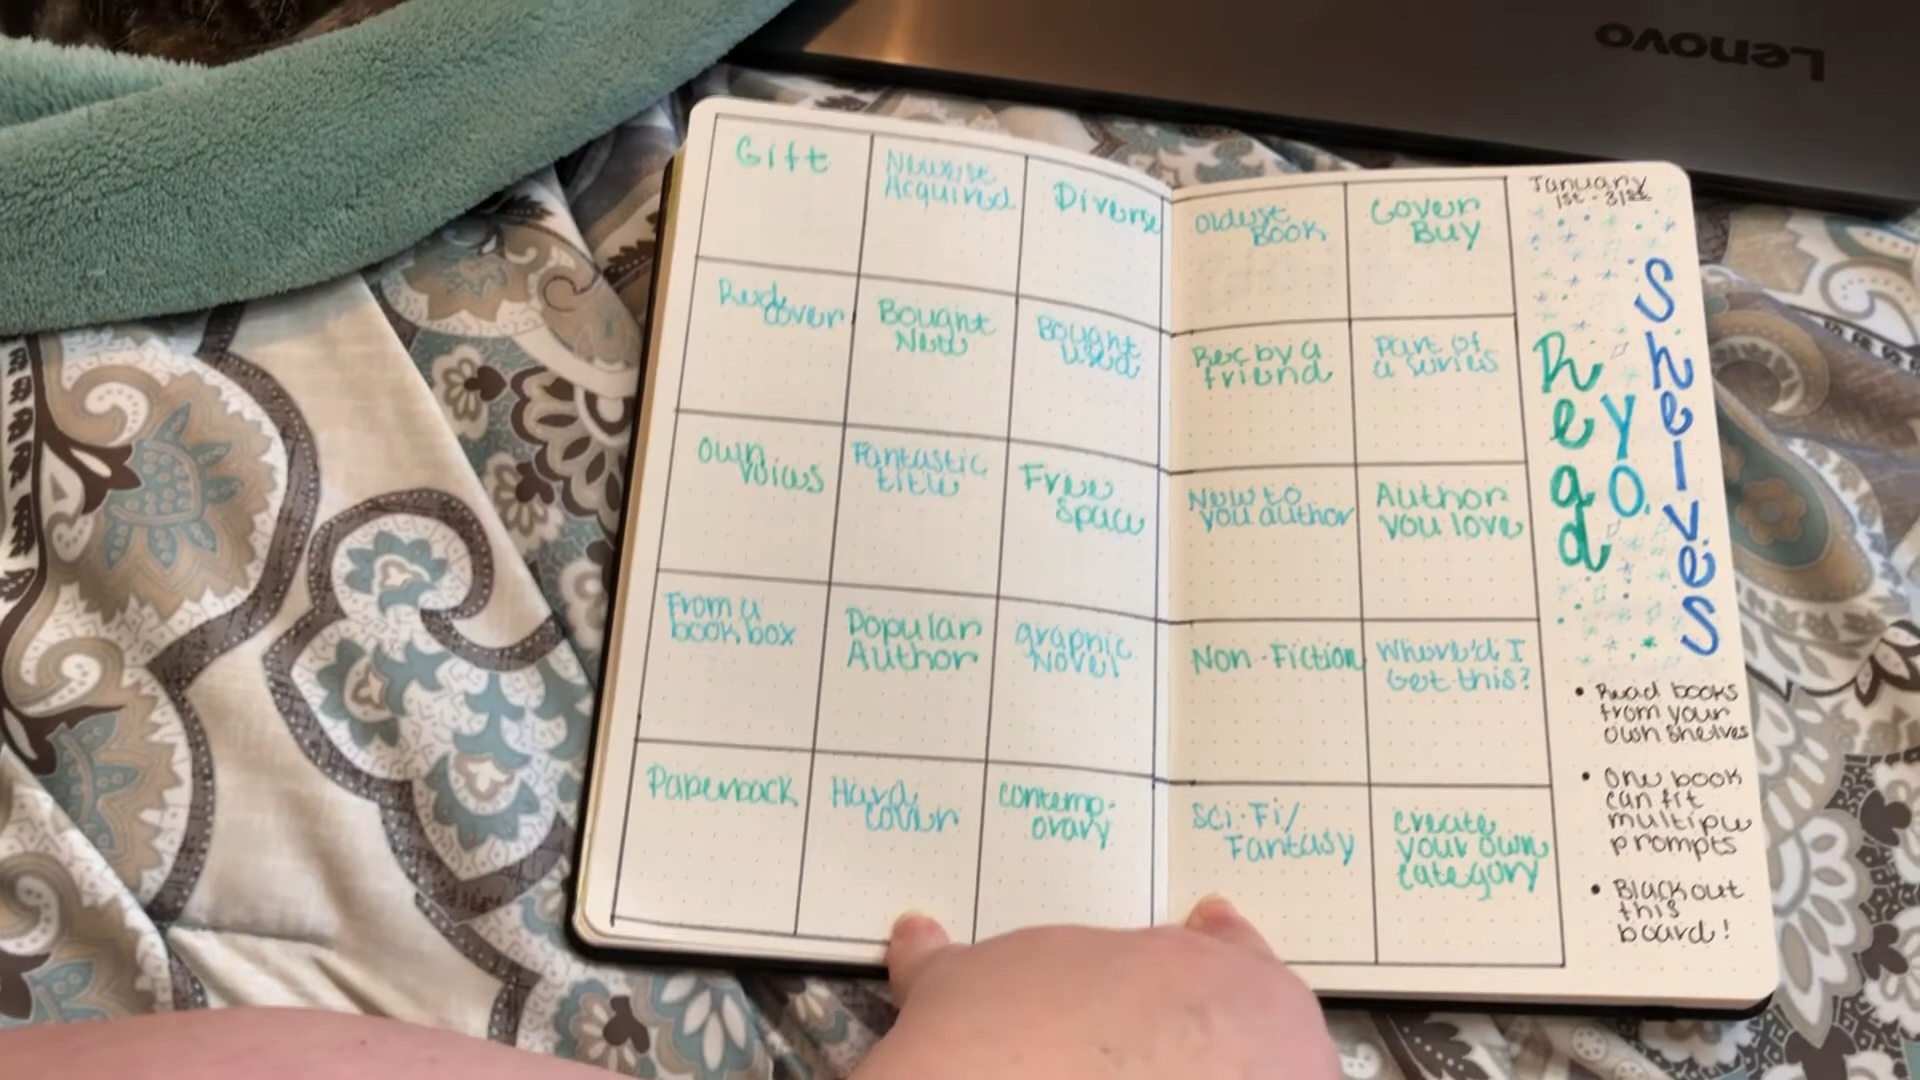 Lenovo
Gift
Newest
Acquired
Diverse
Oldest
Book
Cover
Buy
Red
cover
Bought
New
Bought
Used
Rec by a
friend
Part of
a series
Own
voices
Fantastic
title
Free
space
New to
you author
Author
you love
From a
book box
Popular
Author
graphic
Novel
Non-Fiction
Where'd I
Get this?
Paperback
Hard
cover
contemp-
orary
Sci-Fi/
Fantasy
Create
your own
category
January
1st - 31st
Read
yo
Shelves
• Read books
from your
own shelves
• One book
can fit
multiple
prompts
• Blackout
this
board!